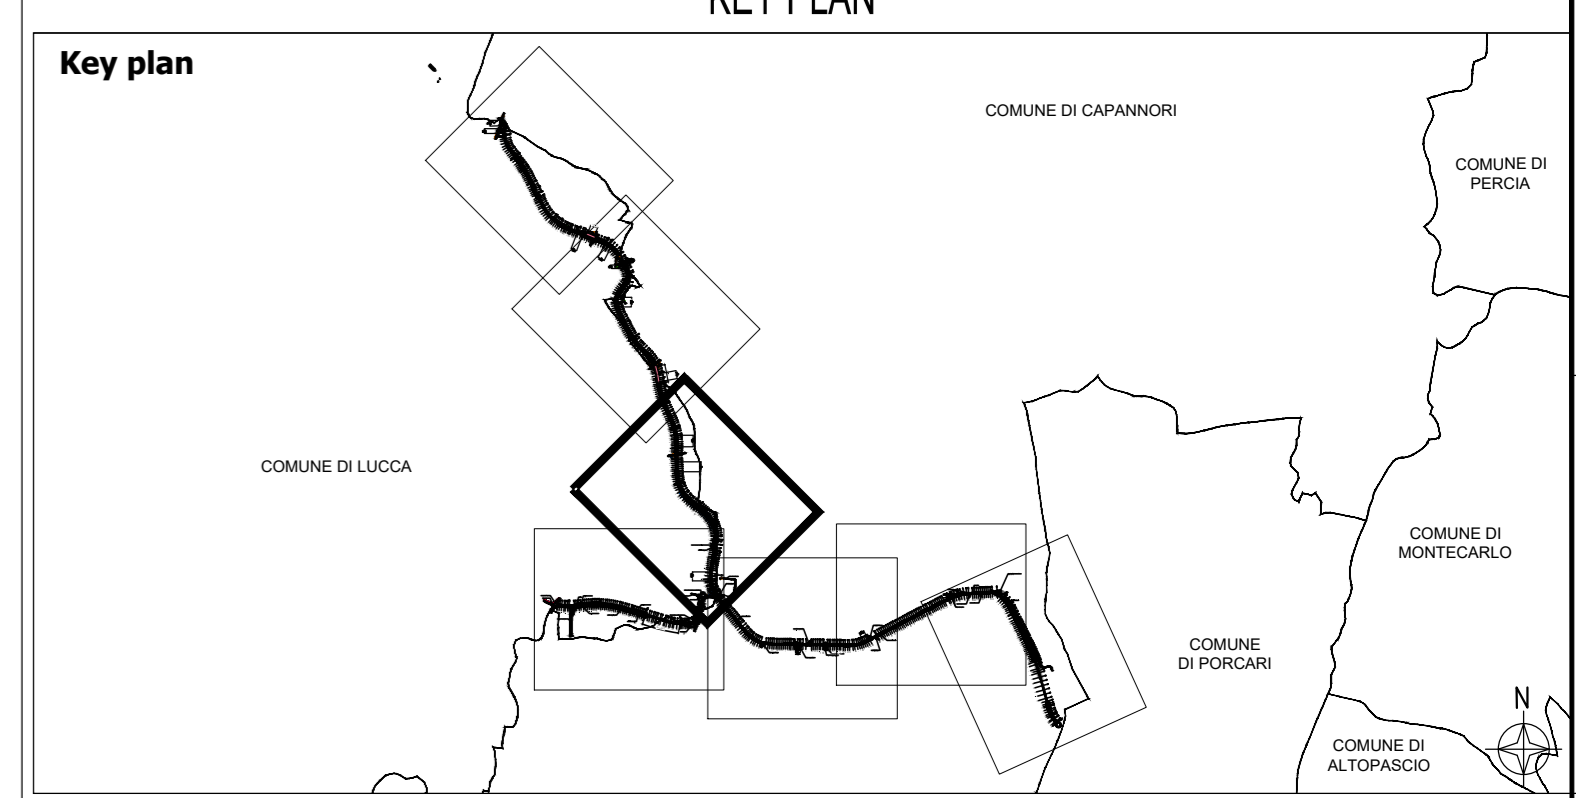 KEY PLAN
Key plan
COMUNE DI CAPANNORI
COMUNE DI
PERCIA
COMUNE DI LUCCA
COMUNE DI
MONTECARLO
COMUNE
DI PORCARI
N
COMUNE DI
ALTOPASCIO